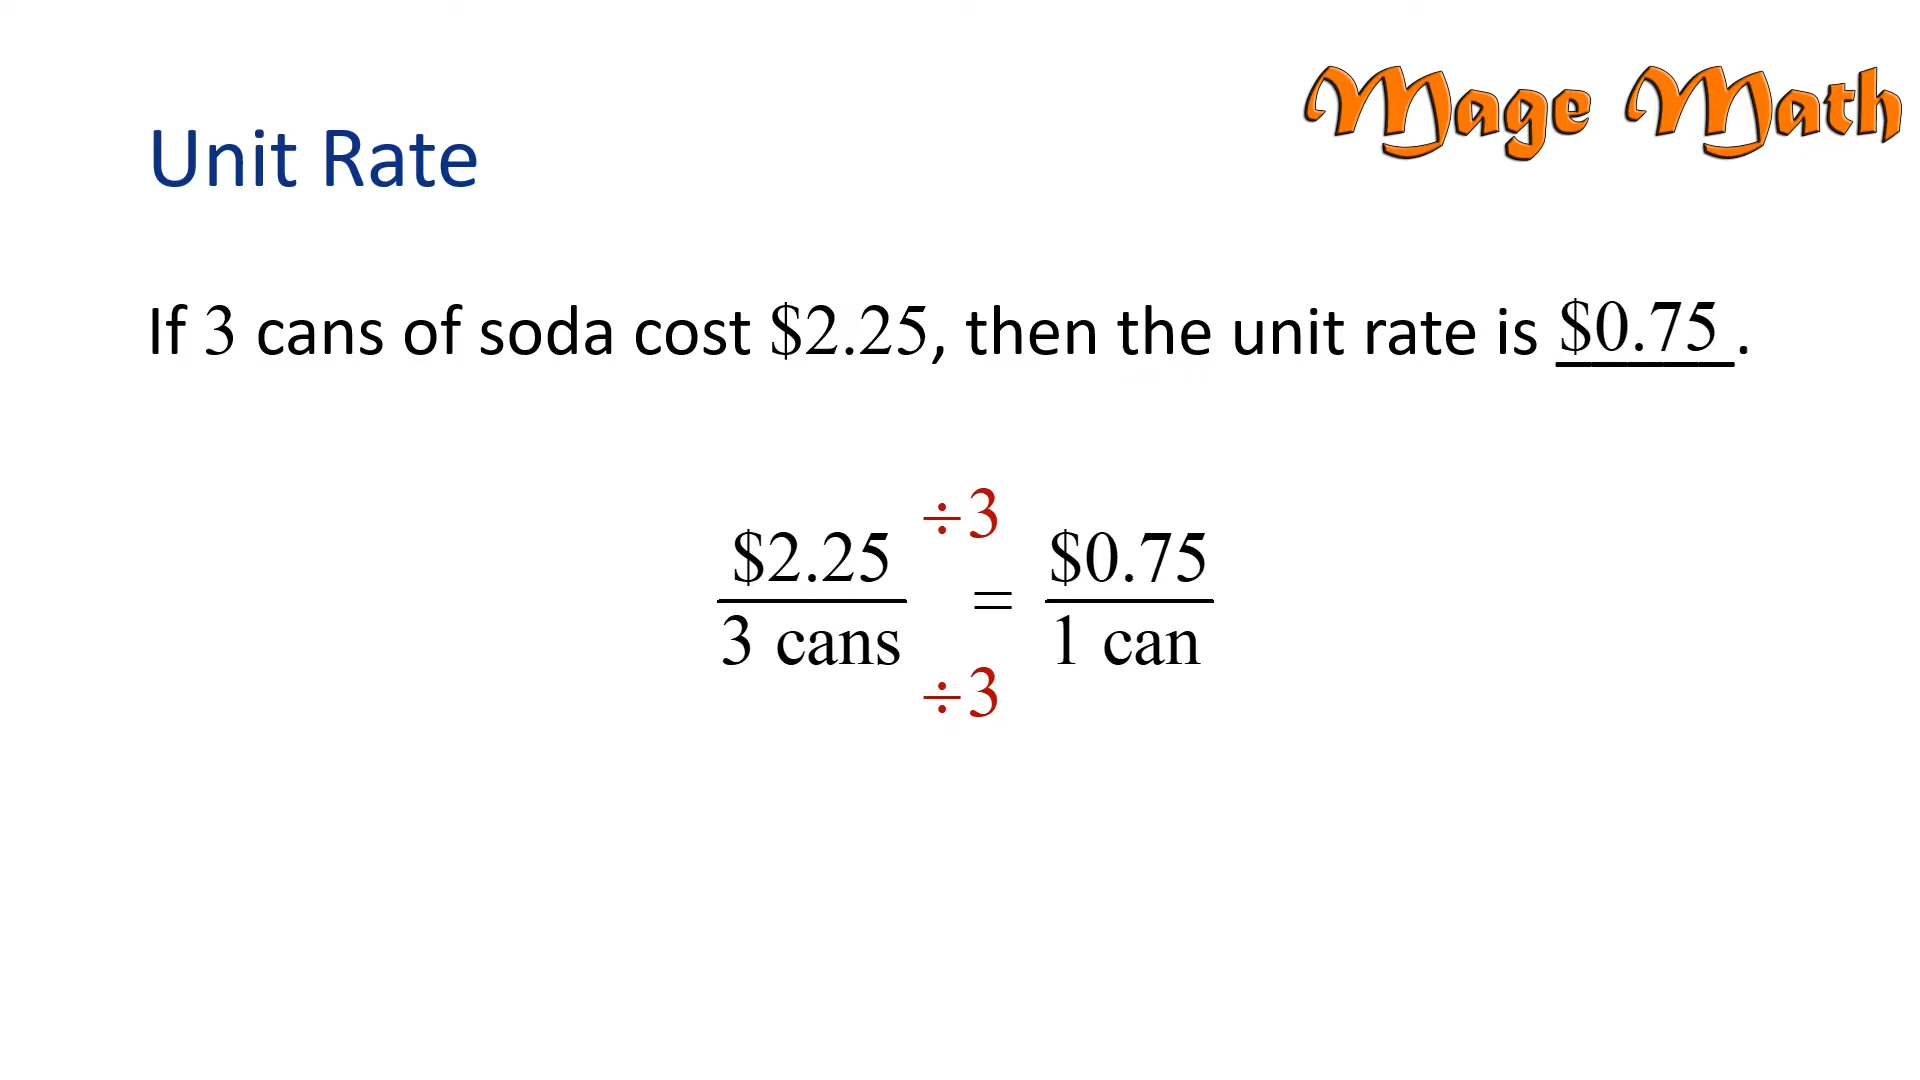 Mage Math
Unit Rate
If 3 cans of soda cost $2.25, then the unit rate is $0.75.
÷3
$2.25 = $0.75
3 cans 1 can
÷3